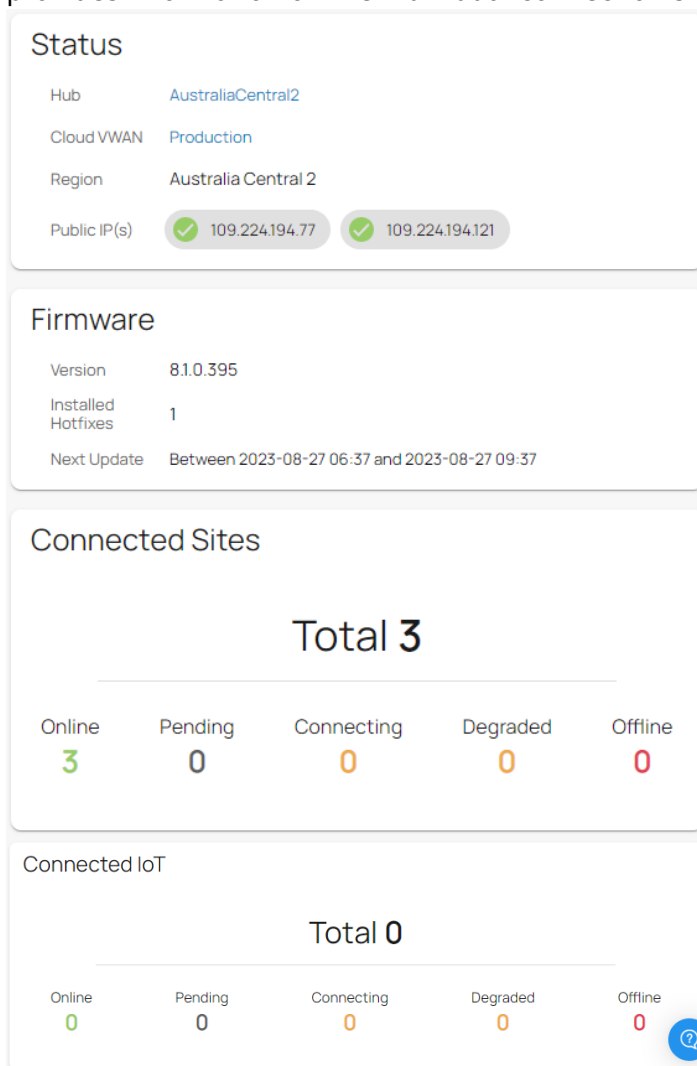 Status
Hub AustraliaCentral2
Cloud VWAN Production
Region Australia Central 2
Public IP(s) 109.224.194.77 109.224.194.121
Firmware
Version 8.1.0.395
Installed
Hotfixes 1
Next Update Between 2023-08-27 06:37 and 2023-08-27 09:37
Connected Sites
Total 3
Online Pending Connecting Degraded Offline
3 0 0 0 0
Connected IoT
Total 0
Online Pending Connecting Degraded Offline
0 0 0 0 0